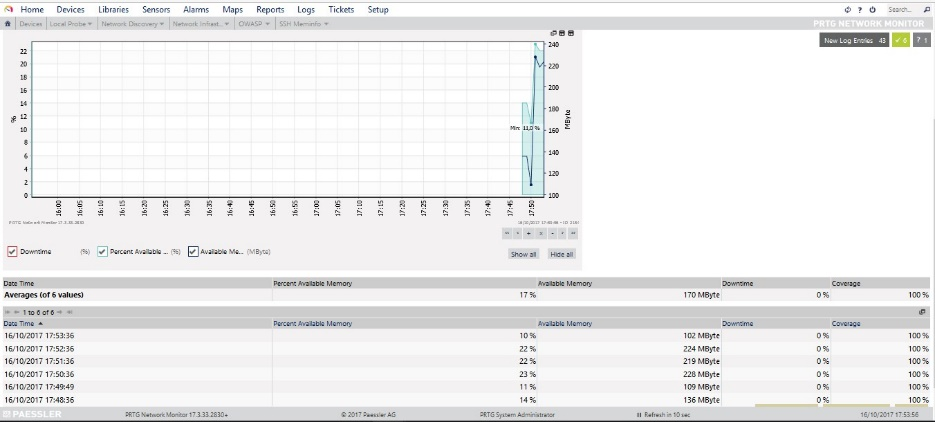 Home Devices Libraries Sensors Alarms Maps Reports Logs Tickets Setup Search...
Devices Local Probe Network Discovery Network Infrast... OWASP SSH Meminfo PRTG NETWORK MONITOR
New Log Entries 43 6 ? 1
22 240
20 220
18 200
16 180
14 160
12 140
10 120
8 100
6
4
2
0
% MByte
Min: 11,0 %
16:00 16:05 16:10 16:15 16:20 16:25 16:30 16:35 16:40 16:45 16:50 16:55 17:00 17:05 17:10 17:15 17:20 17:25 17:30 17:35 17:40 17:45 17:50
PRTG Network Monitor 17.3.33.2830
Downtime (%) Percent Available ... (%) Available Me... (MByte) Show all Hide all
Date Time Percent Available Memory Available Memory Downtime Coverage
Averages (of 6 values) 17 % 170 MByte 0 % 100 %
1 to 6 of 6
Date Time Percent Available Memory Available Memory Downtime Coverage
16/10/2017 17:53:36 10 % 102 MByte 0 % 100 %
16/10/2017 17:52:36 22 % 224 MByte 0 % 100 %
16/10/2017 17:51:36 22 % 219 MByte 0 % 100 %
16/10/2017 17:50:36 23 % 228 MByte 0 % 100 %
16/10/2017 17:49:49 11 % 109 MByte 0 % 100 %
16/10/2017 17:48:36 14 % 136 MByte 0 % 100 %
PAESSLER PRTG Network Monitor 17.3.33.2830+ © 2017 Paessler AG PRTG System Administrator Refresh in 10 sec 16/10/2017 17:53:56